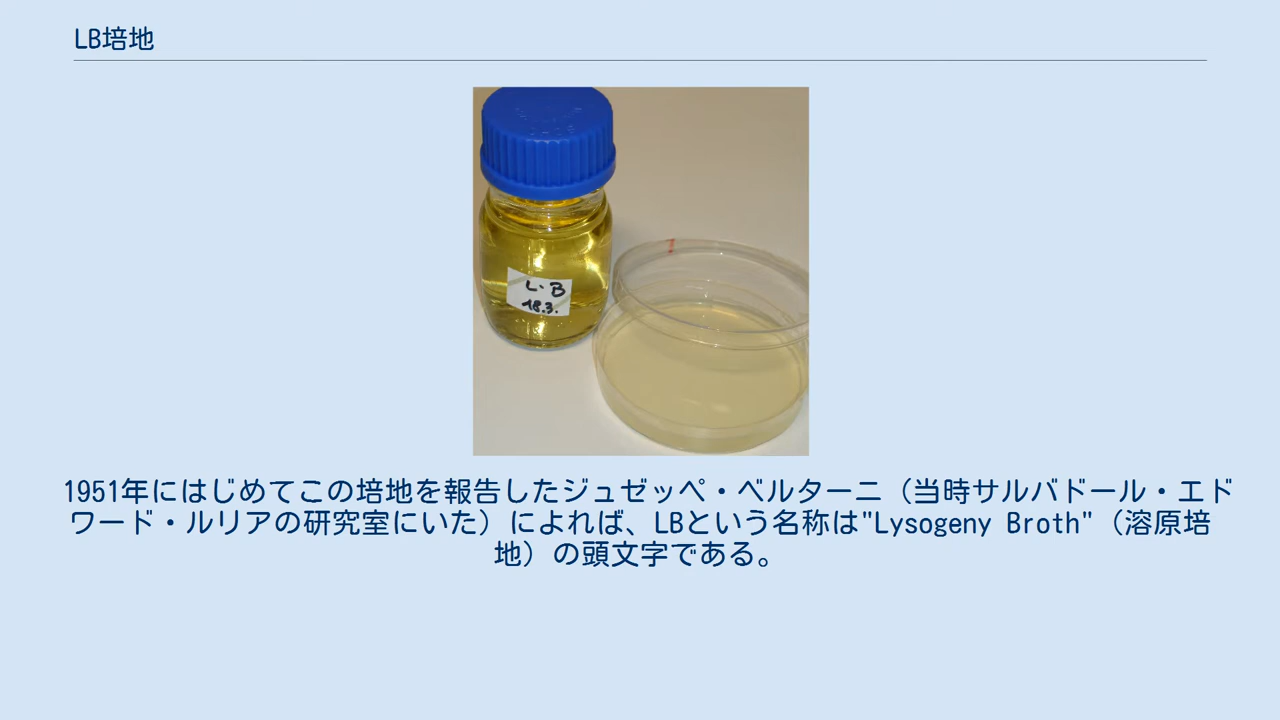 LB培地
L・B
18.3.
1951年にはじめてこの培地を報告したジュゼッペ・ベルターニ（当時サルバドール・エド
ワード・ルリアの研究室にいた）によれば、LBという名称は"Lysogeny Broth"（溶原培
地）の頭文字である。